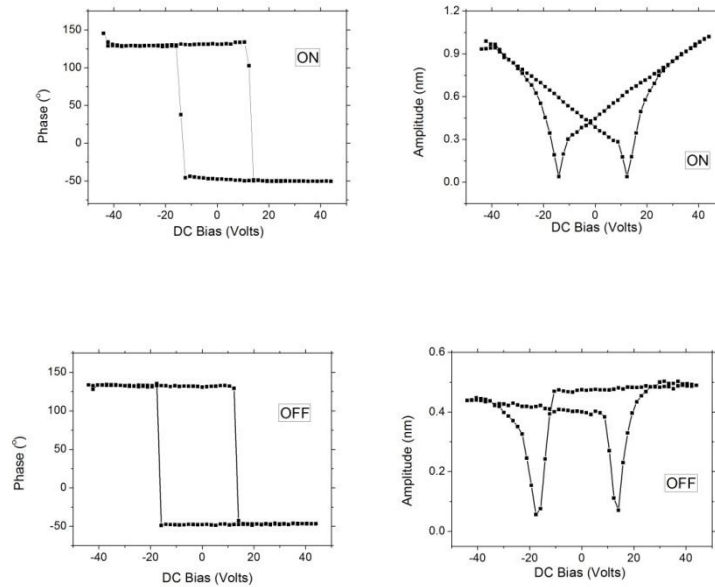 150
100
50
0
-50
Phase (°)
ON
-40 -20 0 20 40
DC Bias (Volts)
1.2
0.9
0.6
0.3
0.0
Amplitude (nm)
ON
-40 -20 0 20 40
DC Bias (Volts)
150
100
50
0
-50
Phase (°)
OFF
-40 -20 0 20 40
DC Bias (Volts)
0.6
0.4
0.2
0.0
Amplitude (nm)
OFF
-40 -20 0 20 40
DC Bias (Volts)